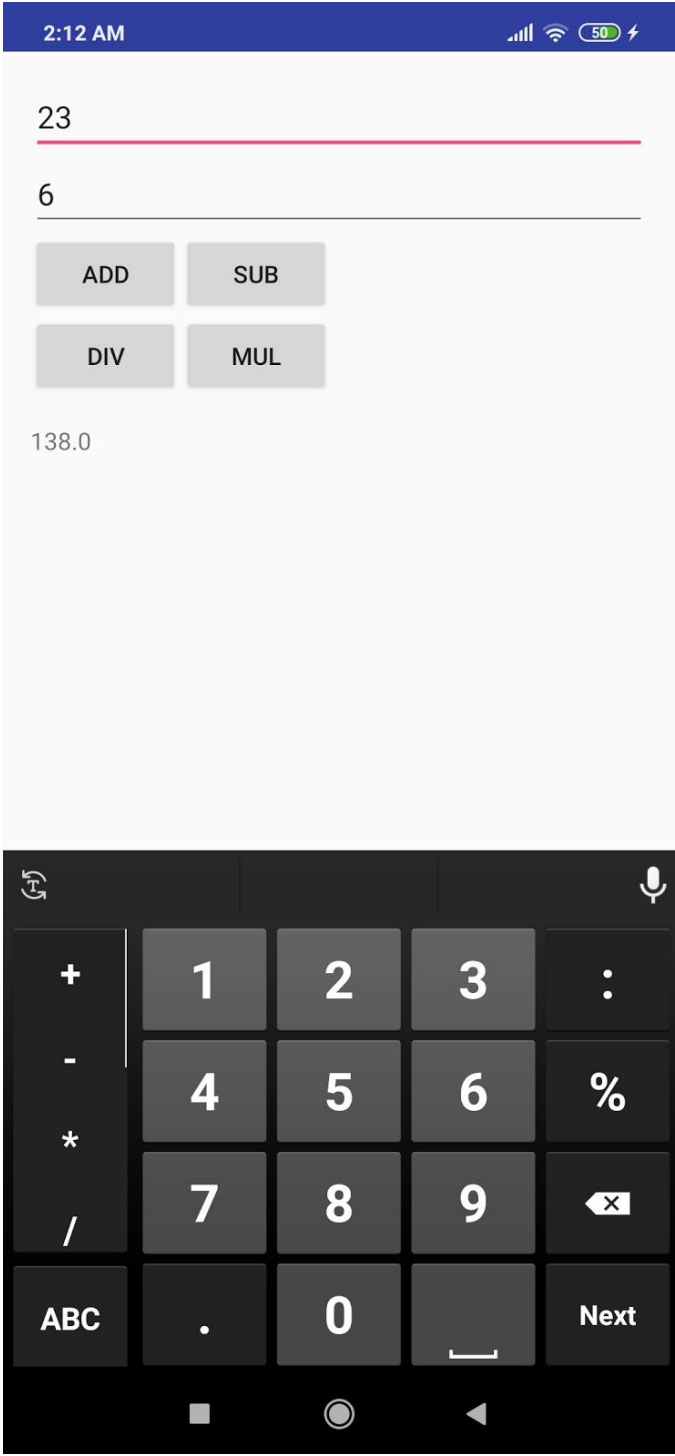 2:12 AM 50
23
6
ADD SUB
DIV MUL
138.0
T
+ 1 2 3 :
- 4 5 6 %
*
/ 7 8 9
ABC . 0 Next